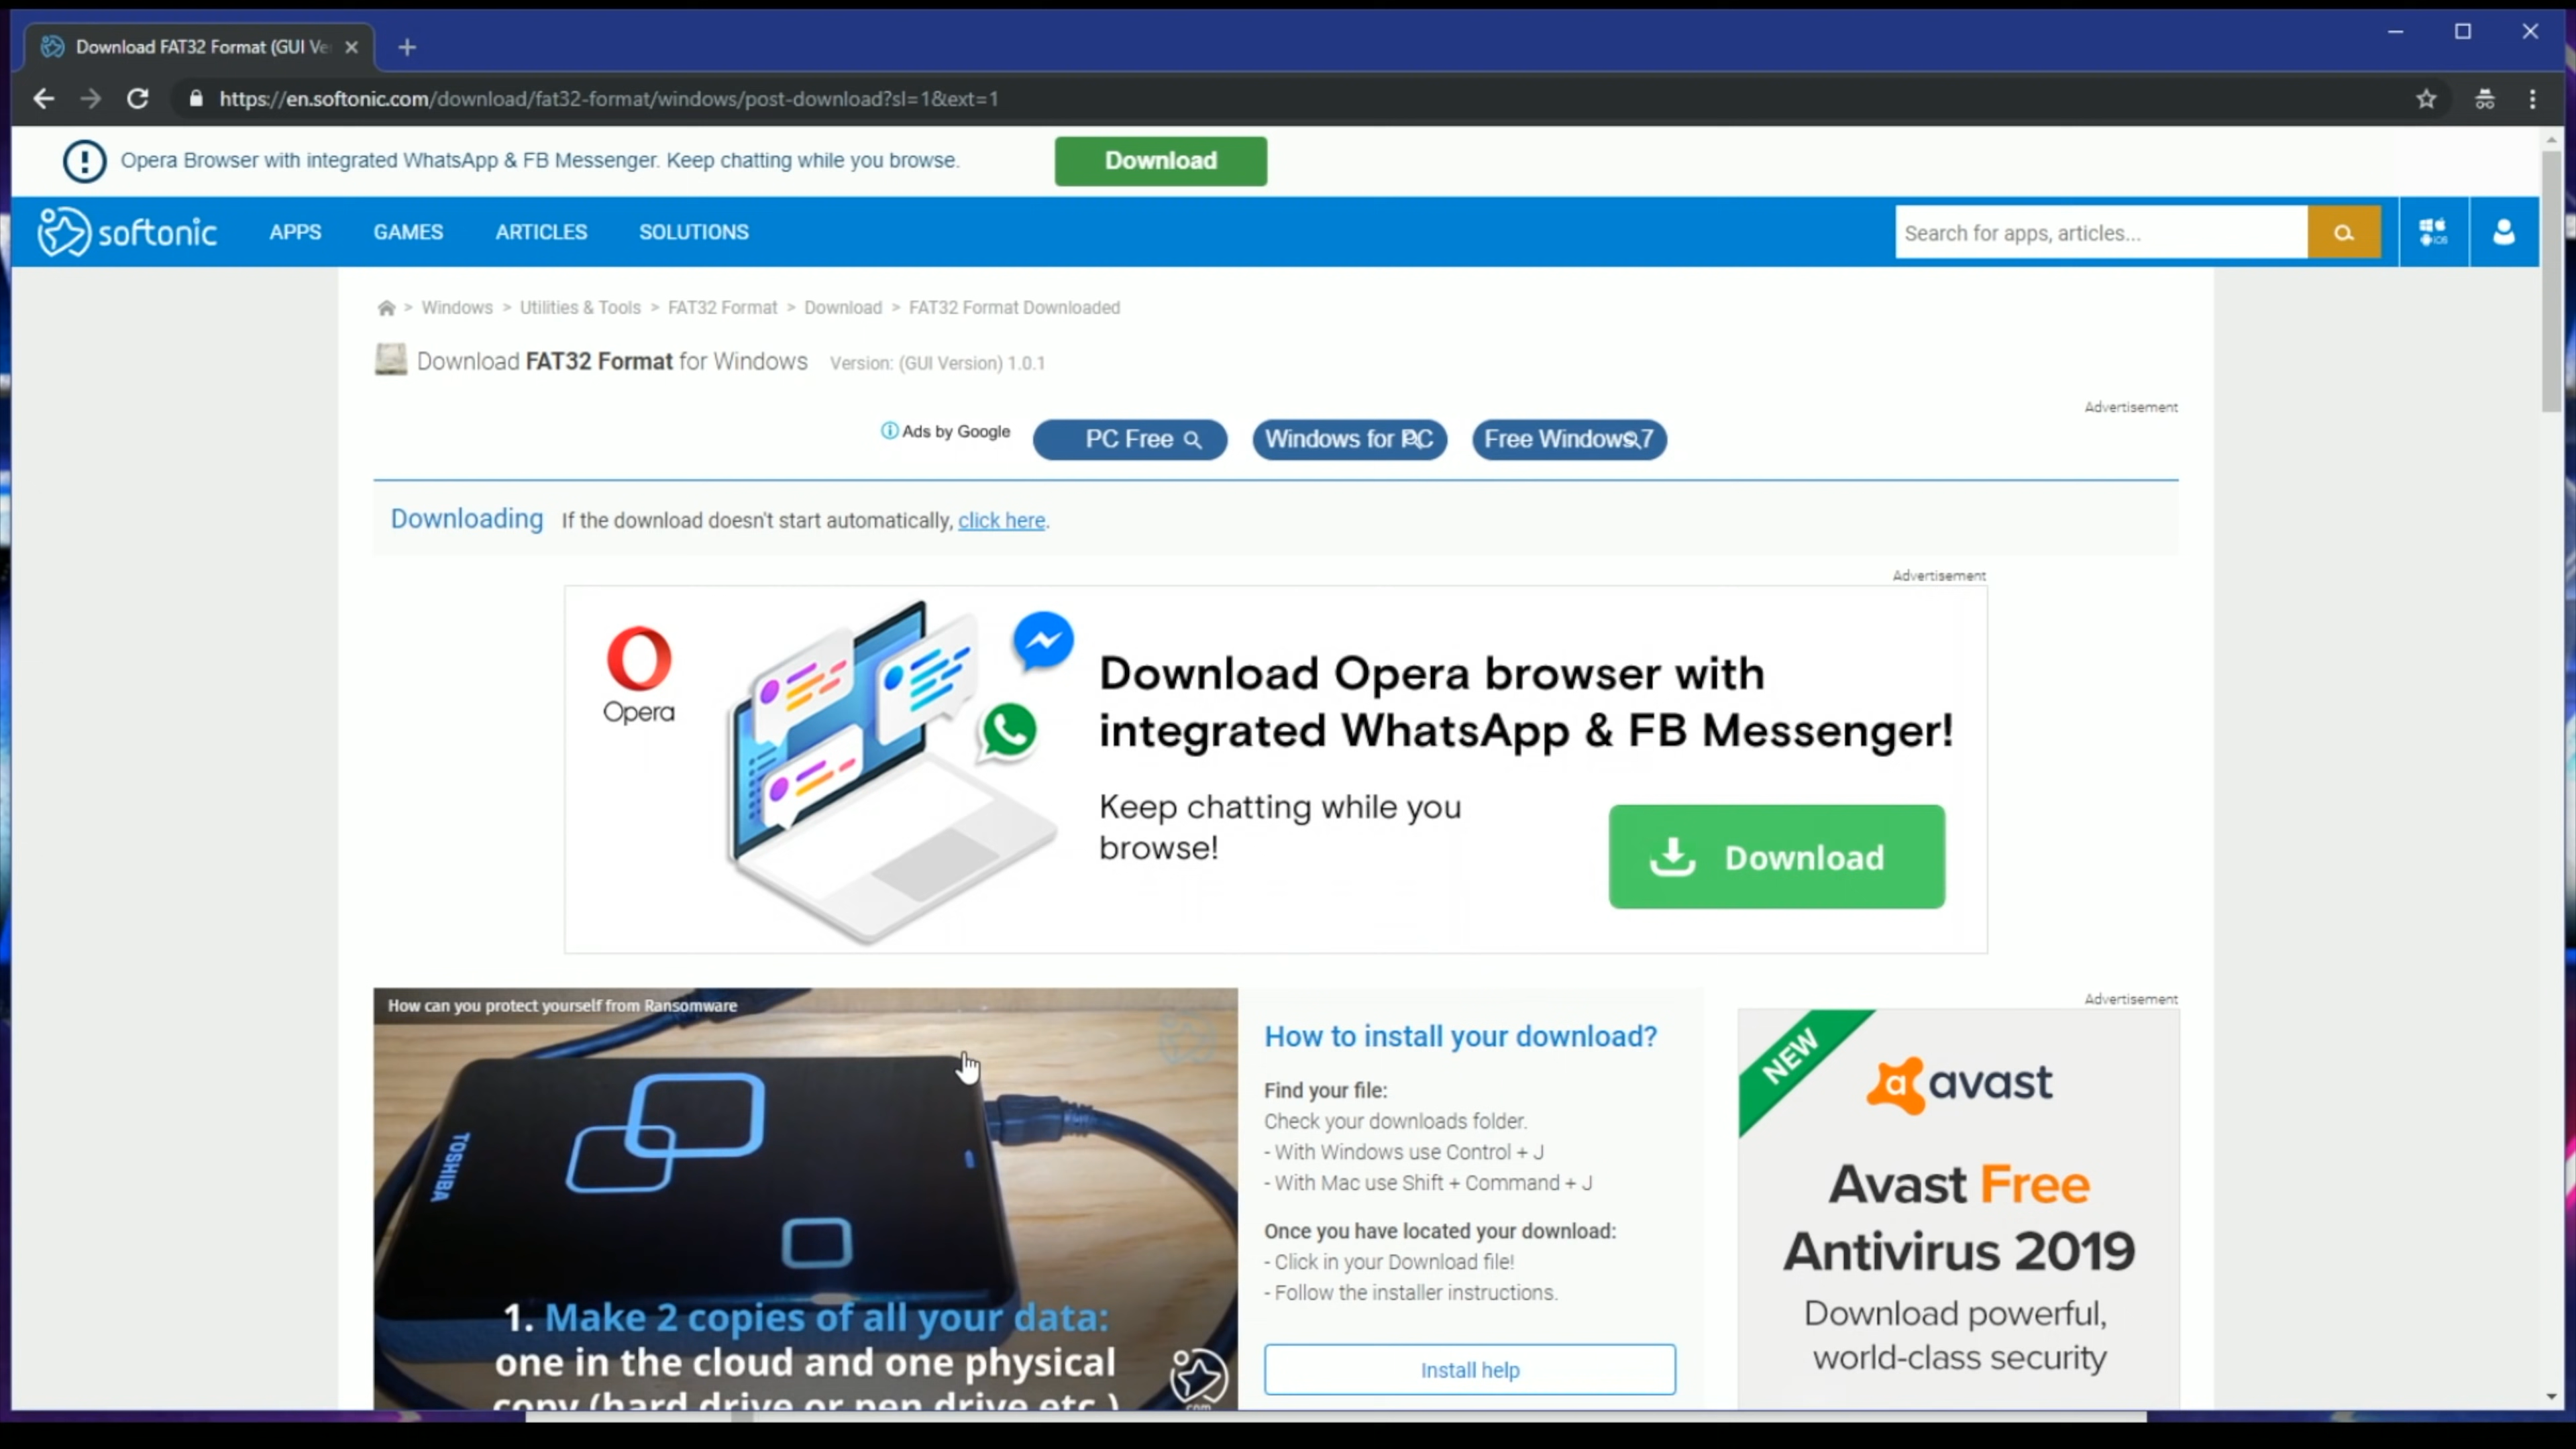 Download FAT32 Format (GUI Ve
https://en.softonic.com/download/fat32-format/windows/post-download?sl=1&ext=1
Opera Browser with integrated WhatsApp & FB Messenger. Keep chatting while you browse.
Download
softonic
APPS
GAMES
ARTICLES
SOLUTIONS
Search for apps, articles...
iOS
> Windows > Utilities & Tools > FAT32 Format > Download > FAT32 Format Downloaded
Download FAT32 Format for Windows Version: (GUI Version) 1.0.1
Advertisement
Ads by Google
PC Free
Windows for PC
Free Windows 7
Downloading If the download doesn't start automatically, click here.
Advertisement
Opera
Download Opera browser with
integrated WhatsApp & FB Messenger!
Keep chatting while you
browse!
Download
How can you protect yourself from Ransomware
TOSHIBA
1. Make 2 copies of all your data:
one in the cloud and one physical
copy (hard drive or pen drive etc.)
.com
How to install your download?
Find your file:
Check your downloads folder.
- With Windows use Control + J
- With Mac use Shift + Command + J
Once you have located your download:
- Click in your Download file!
- Follow the installer instructions.
Install help
Advertisement
NEW
a avast
Avast Free
Antivirus 2019
Download powerful,
world-class security